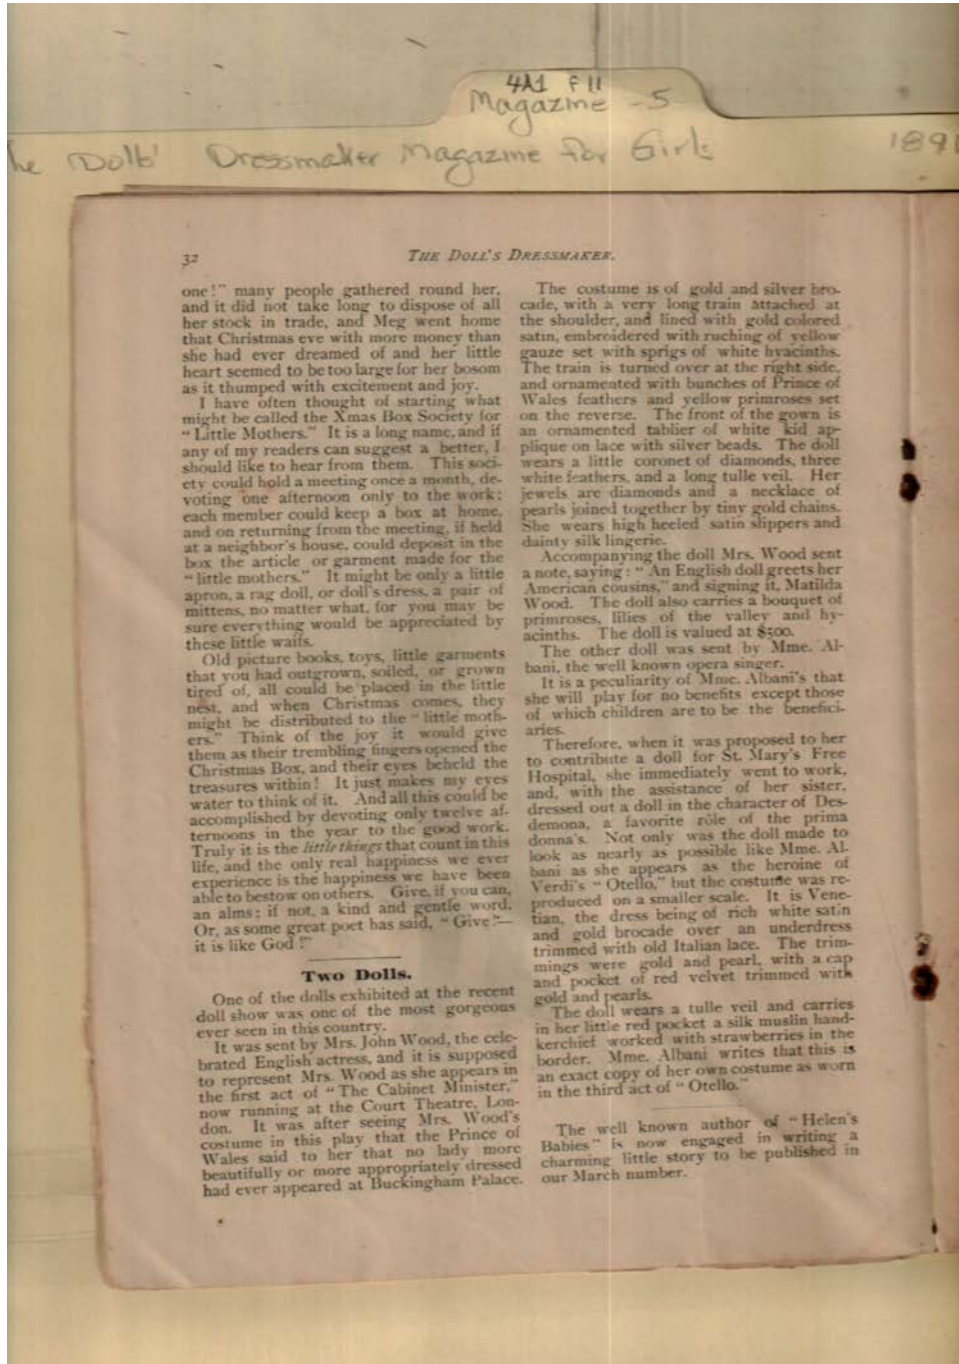 4A1 F 11
Magazine - 5
he Dolls' Dressmaker Magazine for Girls 1891
32
THE DOLL'S DRESSMAKER.
one!" many people gathered round her,
and it did not take long to dispose of all
her stock in trade, and Meg went home
that Christmas eve with more money than
she had ever dreamed of and her little
heart seemed to be too large for her bosom
as it thumped with excitement and joy.
I have often thought of starting what
might be called the Xmas Box Society for
"Little Mothers." It is a long name, and if
any of my readers can suggest a better, I
should like to hear from them. This soci-
ety could hold a meeting once a month, de-
voting one afternoon only to the work;
each member could keep a box at home,
and on returning from the meeting, if held
at a neighbor's house, could deposit in the
box the article or garment made for the
"little mothers." It might be only a little
apron, a rag doll, or doll's dress, a pair of
mittens, no matter what, for you may be
sure everything would be appreciated by
these little waifs.
Old picture books, toys, little garments
that you had outgrown, soiled, or grown
tired of, all could be placed in the little
nest, and when Christmas comes, they
might be distributed to the "little moth-
ers." Think of the joy it would give
them as their trembling fingers opened the
Christmas Box, and their eyes beheld the
treasures within! It just makes my eyes
water to think of it. And all this could be
accomplished by devoting only twelve af-
ternoons in the year to the good work.
Truly it is the little things that count in this
life, and the only real happiness we ever
experience is the happiness we have been
able to bestow on others. Give, if you can,
an alms; if not, a kind and gentle word.
Or, as some great poet has said, "Give!—
it is like God!"
Two Dolls.
One of the dolls exhibited at the recent
doll show was one of the most gorgeous
ever seen in this country.
It was sent by Mrs. John Wood, the cele-
brated English actress, and it is supposed
to represent Mrs. Wood as she appears in
the first act of "The Cabinet Minister,"
now running at the Court Theatre, Lon-
don. It was after seeing Mrs. Wood's
costume in this play that the Prince of
Wales said to her that no lady more
beautifully or more appropriately dressed
had ever appeared at Buckingham Palace.
The costume is of gold and silver bro-
cade, with a very long train attached at
the shoulder, and lined with gold colored
satin, embroidered with ruching of yellow
gauze set with sprigs of white hyacinths.
The train is turned over at the right side,
and ornamented with bunches of Prince of
Wales feathers and yellow primroses set
on the reverse. The front of the gown is
an ornamented tablier of white kid ap-
plique on lace with silver beads. The doll
wears a little coronet of diamonds, three
white feathers, and a long tulle veil. Her
jewels are diamonds and a necklace of
pearls joined together by tiny gold chains.
She wears high heeled satin slippers and
dainty silk lingerie.
Accompanying the doll Mrs. Wood sent
a note, saying: "An English doll greets her
American cousins," and signing it, Matilda
Wood. The doll also carries a bouquet of
primroses, lilies of the valley and hy-
acinths. The doll is valued at $500.
The other doll was sent by Mme. Al-
bani, the well known opera singer.
It is a peculiarity of Mme. Albani's that
she will play for no benefits except those
of which children are to be the benefici-
aries.
Therefore, when it was proposed to her
to contribute a doll for St. Mary's Free
Hospital, she immediately went to work,
and, with the assistance of her sister,
dressed out a doll in the character of Des-
demona, a favorite rôle of the prima
donna's. Not only was the doll made to
look as nearly as possible like Mme. Al-
bani as she appears as the heroine of
Verdi's "Otello," but the costume was re-
produced on a smaller scale. It is Vene-
tian, the dress being of rich white satin
and gold brocade over an underdress
trimmed with old Italian lace. The trim-
mings were gold and pearl, with a cap
and pocket of red velvet trimmed with
gold and pearls.
The doll wears a tulle veil and carries
in her little red pocket a silk muslin hand-
kerchief worked with strawberries in the
border. Mme. Albani writes that this is
an exact copy of her own costume as worn
in the third act of "Otello."
The well known author of "Helen's
Babies" is now engaged in writing a
charming little story to be published in
our March number.